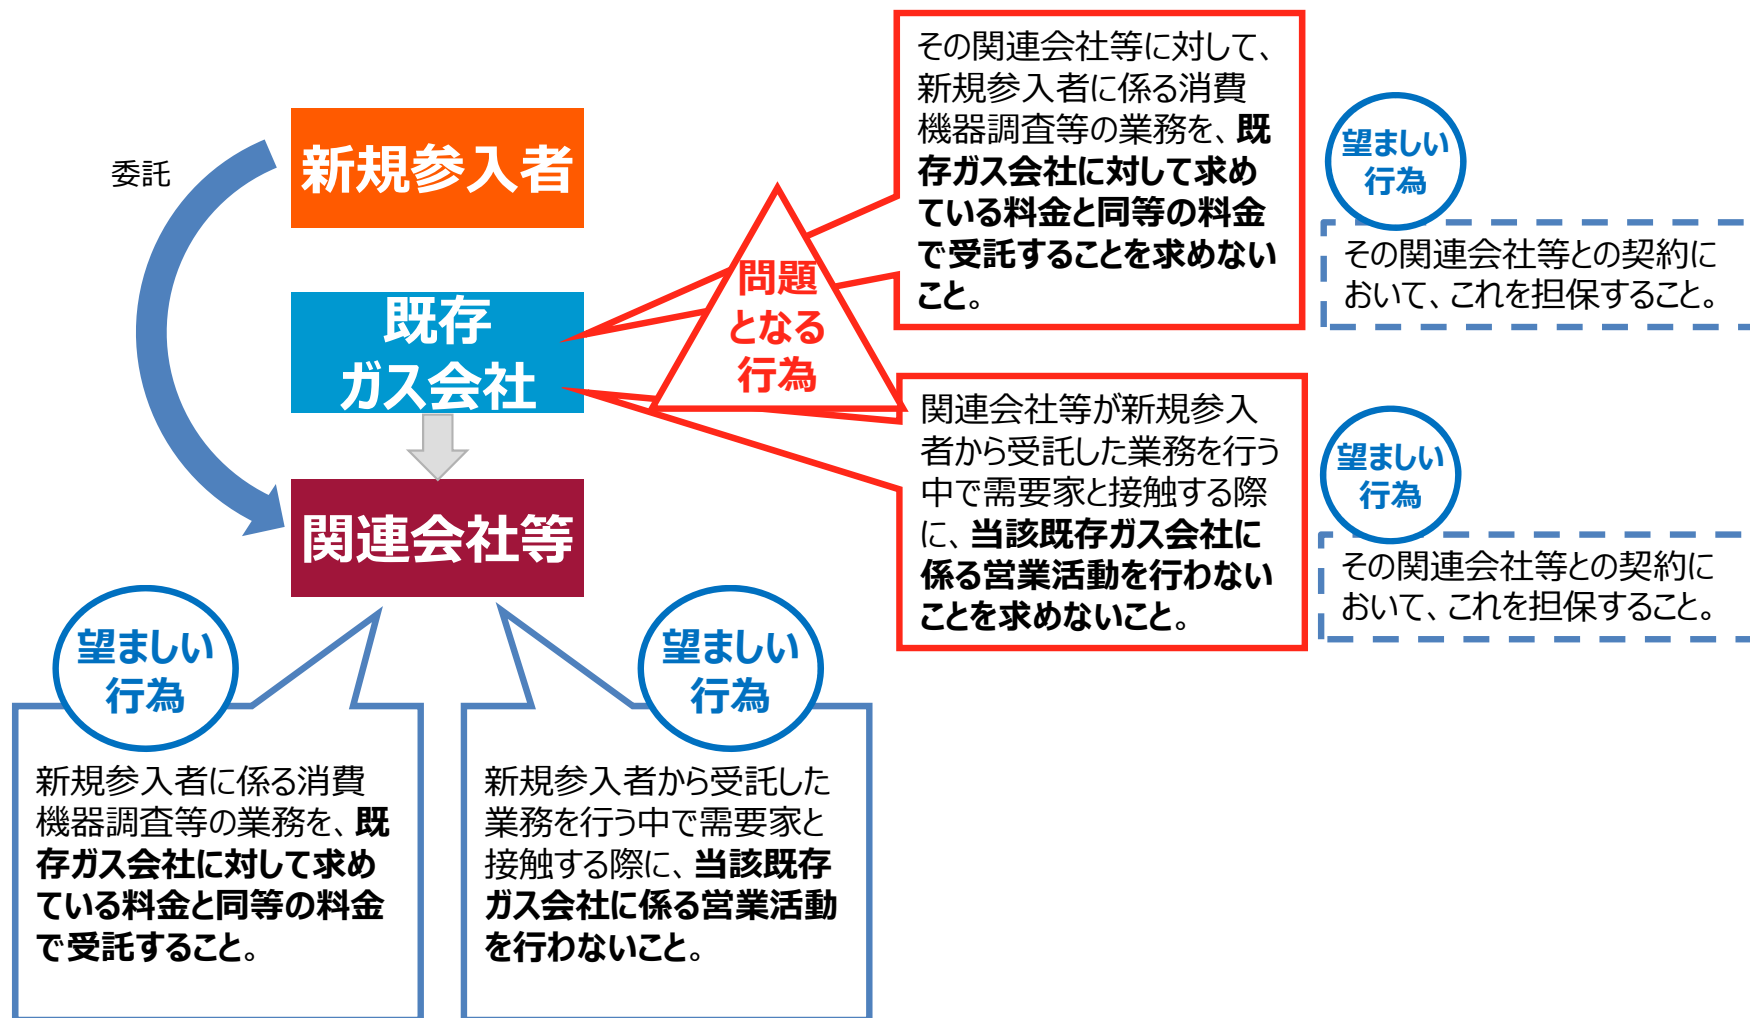 委託
新規参入者
既存
ガス会社
関連会社等
問題
となる
行為
その関連会社等に対して、
新規参入者に係る消費
機器調査等の業務を、既
存ガス会社に対して求め
ている料金と同等の料金
で受託することを求めない
こと。
望ましい
行為
その関連会社等との契約に
おいて、これを担保すること。
関連会社等が新規参入
者から受託した業務を行う
中で需要家と接触する際
に、当該既存ガス会社に
係る営業活動を行わない
ことを求めないこと。
望ましい
行為
その関連会社等との契約に
おいて、これを担保すること。
望ましい
行為
新規参入者に係る消費
機器調査等の業務を、既
存ガス会社に対して求め
ている料金と同等の料金
で受託すること。
望ましい
行為
新規参入者から受託した
業務を行う中で需要家と
接触する際に、当該既存
ガス会社に係る営業活動
を行わないこと。